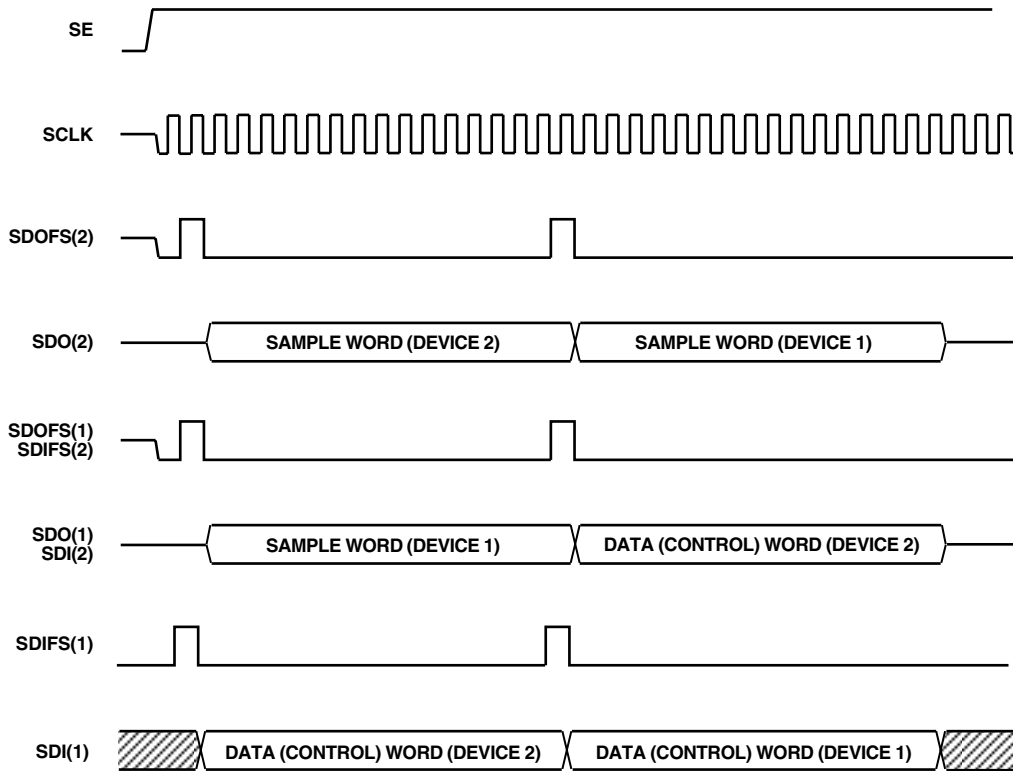 SE
SCLK
SDOFS(2)
SDO(2)
SAMPLE WORD (DEVICE 2)
SAMPLE WORD (DEVICE 1)
SDOFS(1)
SDIFS(2)
SDO(1)
SDI(2)
SAMPLE WORD (DEVICE 1)
DATA (CONTROL) WORD (DEVICE 2)
SDIFS(1)
SDI(1)
DATA (CONTROL) WORD (DEVICE 2)
DATA (CONTROL) WORD (DEVICE 1)